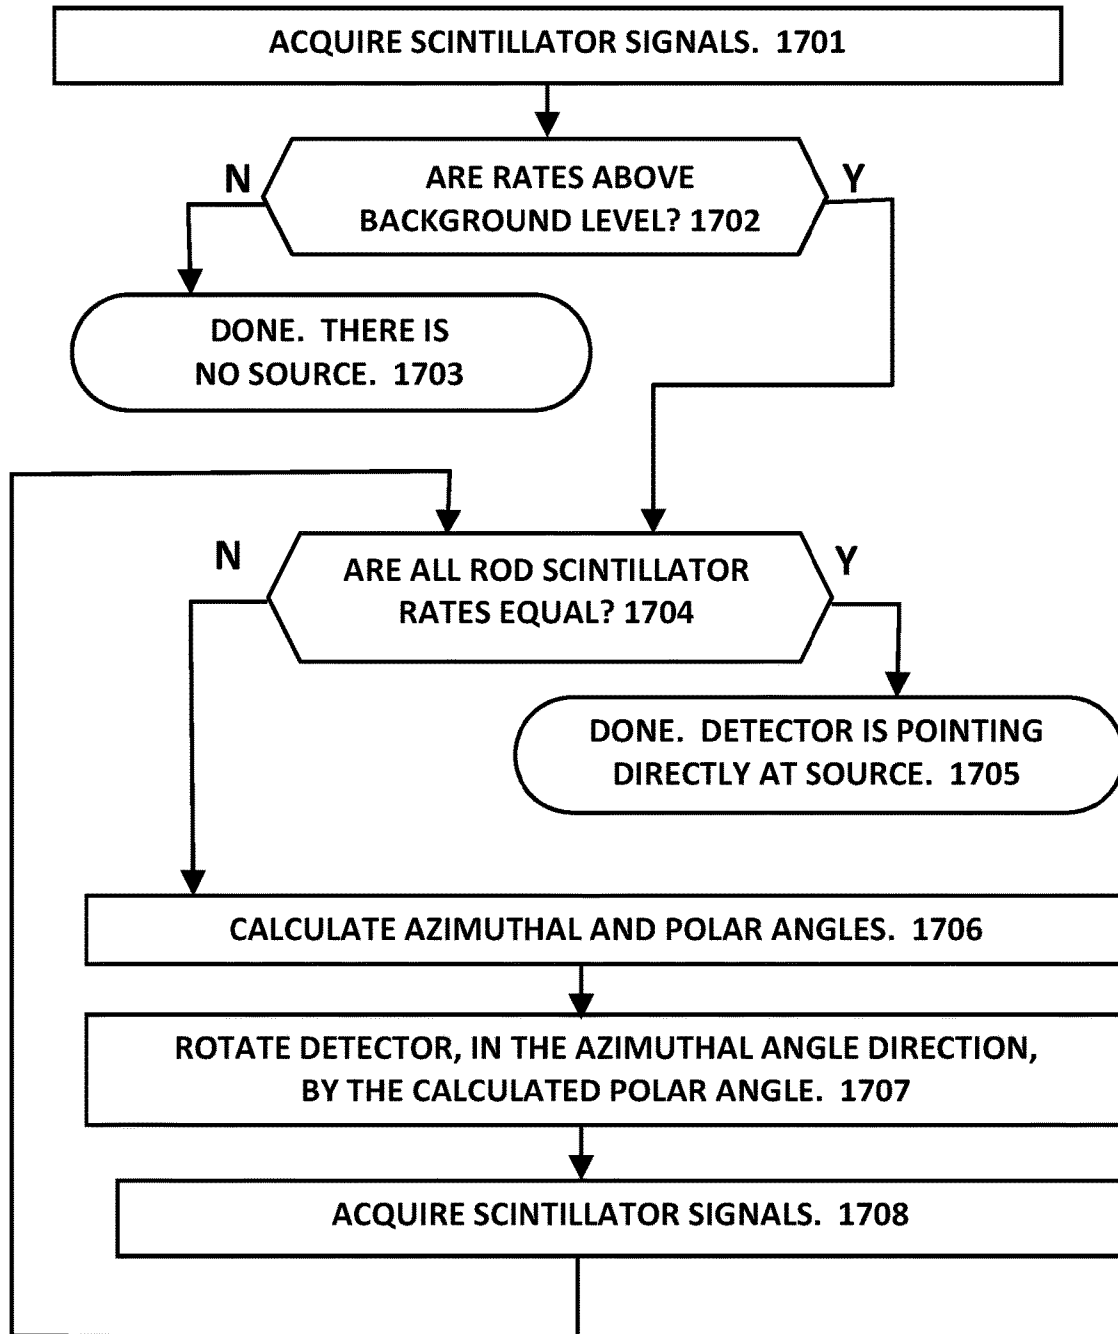 ACQUIRE SCINTILLATOR SIGNALS. 1701
N
ARE RATES ABOVE
BACKGROUND LEVEL? 1702
Y
DONE. THERE IS
NO SOURCE. 1703
N
ARE ALL ROD SCINTILLATOR
RATES EQUAL? 1704
Y
DONE. DETECTOR IS POINTING
DIRECTLY AT SOURCE. 1705
CALCULATE AZIMUTHAL AND POLAR ANGLES. 1706
ROTATE DETECTOR, IN THE AZIMUTHAL ANGLE DIRECTION,
BY THE CALCULATED POLAR ANGLE. 1707
ACQUIRE SCINTILLATOR SIGNALS. 1708